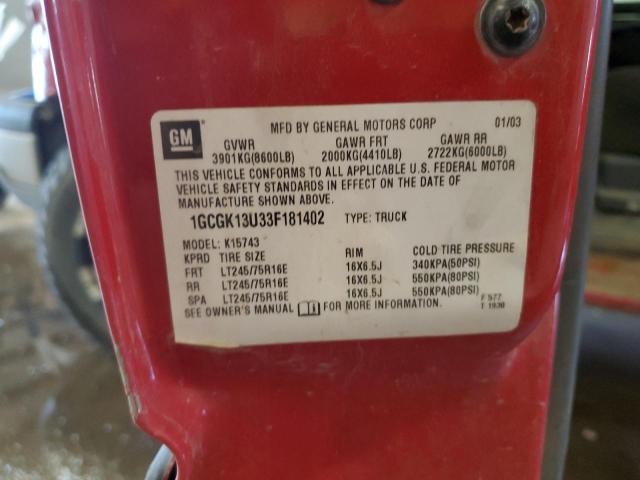 GM
MFD BY GENERAL MOTORS CORP 01/03
GVWR GAWR FRT GAWR RR
3901KG(8600LB) 2000KG(4410LB) 2722KG(6000LB)
THIS VEHICLE CONFORMS TO ALL APPLICABLE U.S. FEDERAL MOTOR
VEHICLE SAFETY STANDARDS IN EFFECT ON THE DATE OF
MANUFACTURE SHOWN ABOVE.
1GCGK13U33F181402 TYPE: TRUCK
MODEL: K15743
KPRD TIRE SIZE RIM COLD TIRE PRESSURE
FRT LT245/75R16E 16X6.5J 340KPA(50PSI)
RR LT245/75R16E 16X6.5J 550KPA(80PSI)
SPA LT245/75R16E 16X6.5J 550KPA(80PSI)
SEE OWNER'S MANUAL FOR MORE INFORMATION.
F 577
T 1930